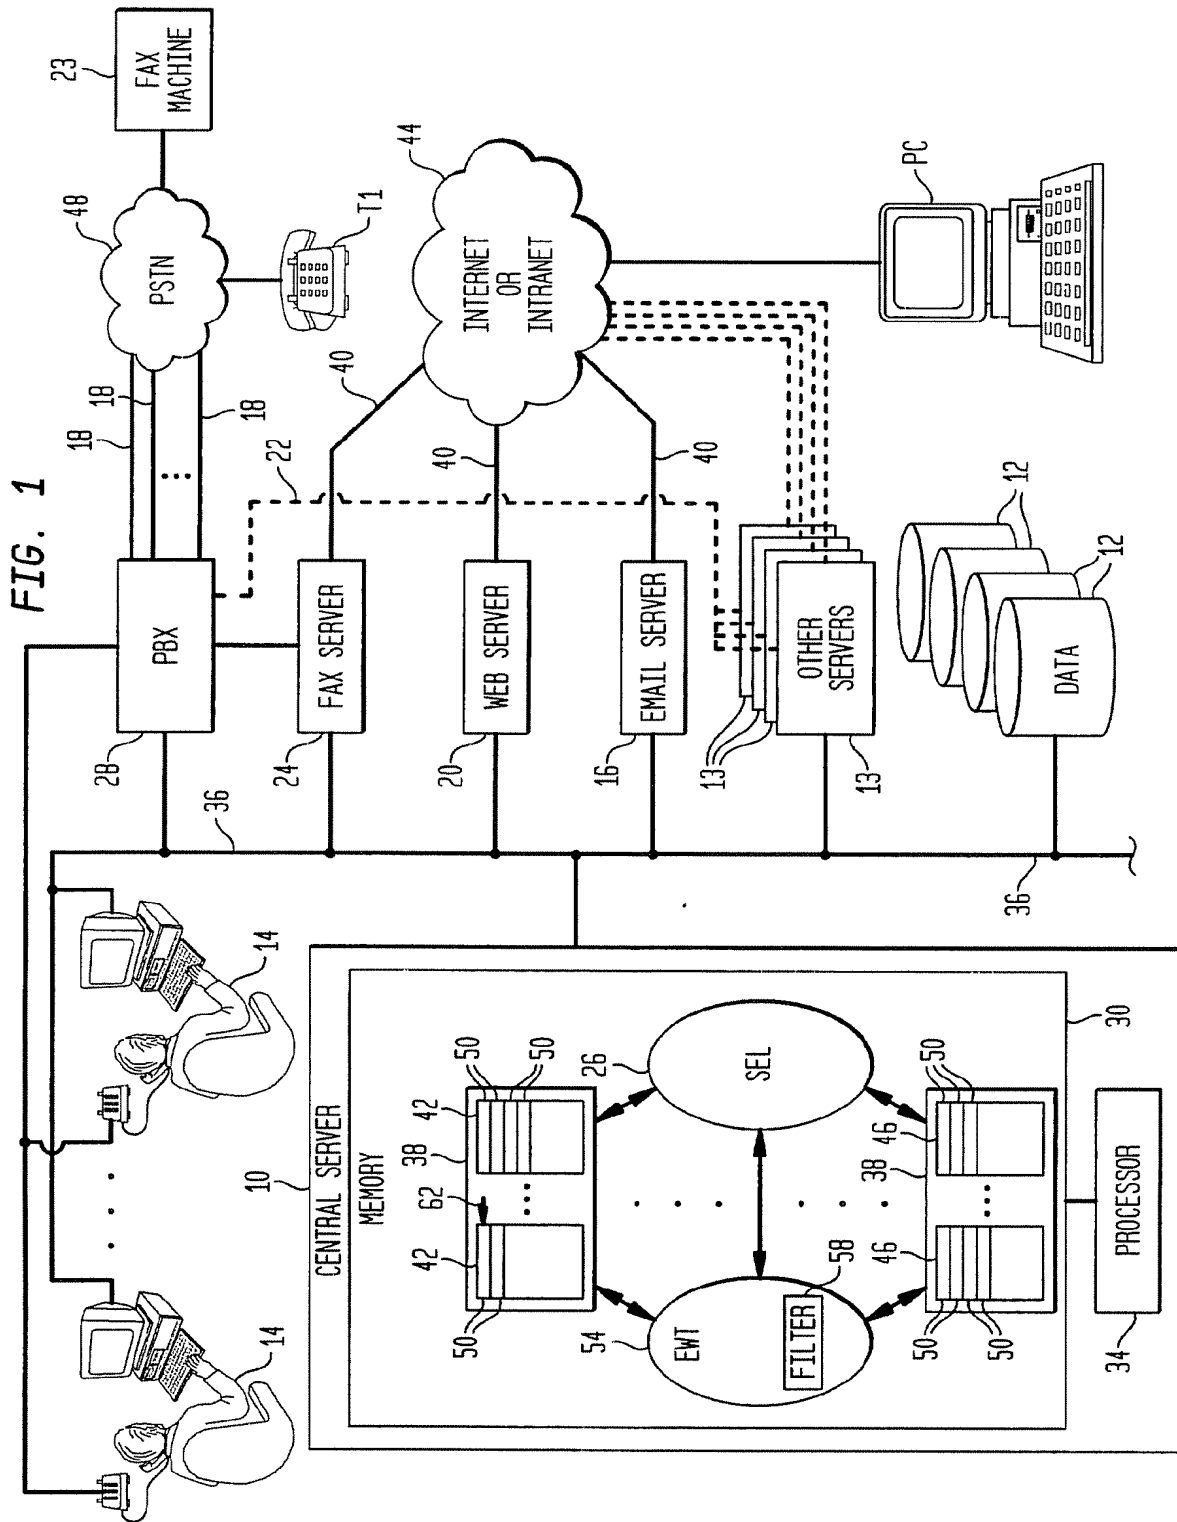 FIG. 1
14
14
28
PBX
18
18
18
48
PSTN
23
FAX
MACHINE
T1
36
24
FAX SERVER
22
40
44
INTERNET
OR
INTRANET
20
WEB SERVER
40
16
EMAIL SERVER
40
13
OTHER
SERVERS
13
PC
12
12
DATA
36
10
CENTRAL SERVER
MEMORY
42
62
38
42
50
50
50
50
54
EWT
FILTER
58
26
SEL
46
38
46
50
50
50
50
30
34
PROCESSOR